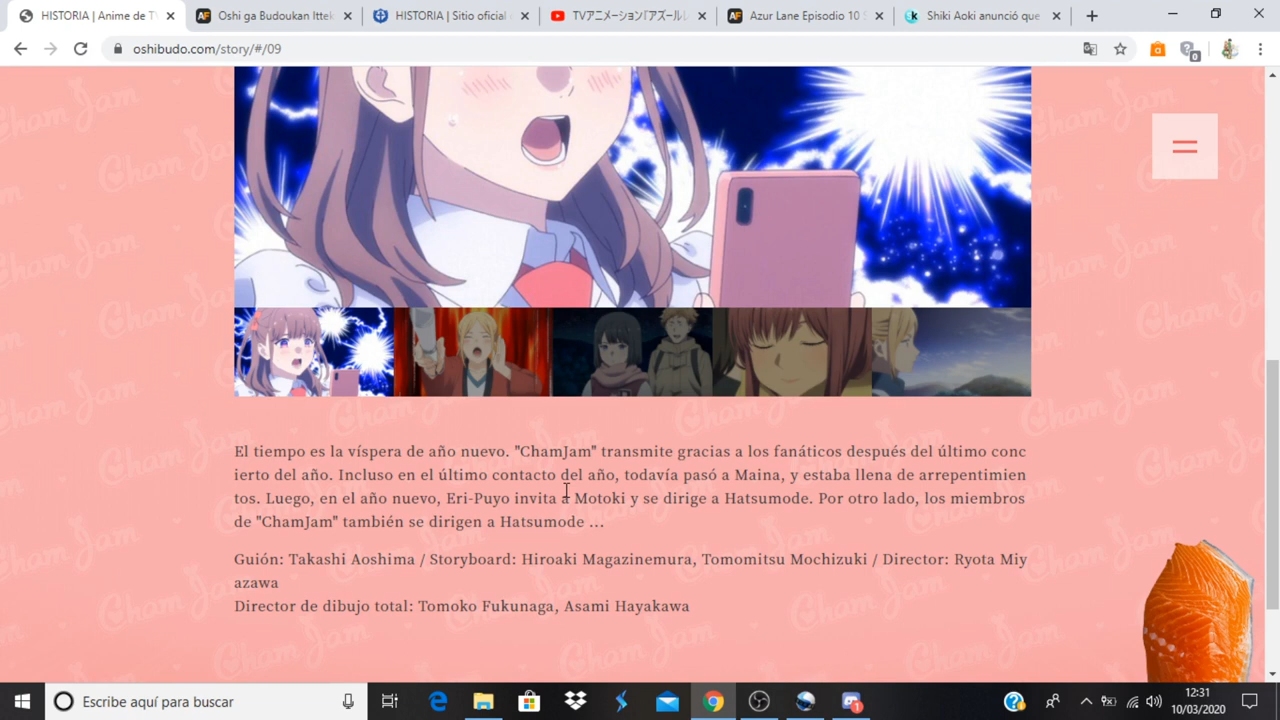 HISTORIA | Anime de T
Oshi ga Budoukan Ittek
HISTORIA | Sitio oficial
TVアニメーション『アズールレ
Azur Lane Episodio 10
Shiki Aoki anunció que
oshibudo.com/story/#/09
0
Cham Jam
El tiempo es la víspera de año nuevo. "ChamJam" transmite gracias a los fanáticos después del último conc
ierto del año. Incluso en el último contacto del año, todavía pasó a Maina, y estaba llena de arrepentimien
tos. Luego, en el año nuevo, Eri-Puyo invita a Motoki y se dirige a Hatsumode. Por otro lado, los miembros
de "ChamJam" también se dirigen a Hatsumode ...
Guión: Takashi Aoshima / Storyboard: Hiroaki Magazinemura, Tomomitsu Mochizuki / Director: Ryota Miy
azawa
Director de dibujo total: Tomoko Fukunaga, Asami Hayakawa
Escribe aquí para buscar
1
12:31
10/03/2020